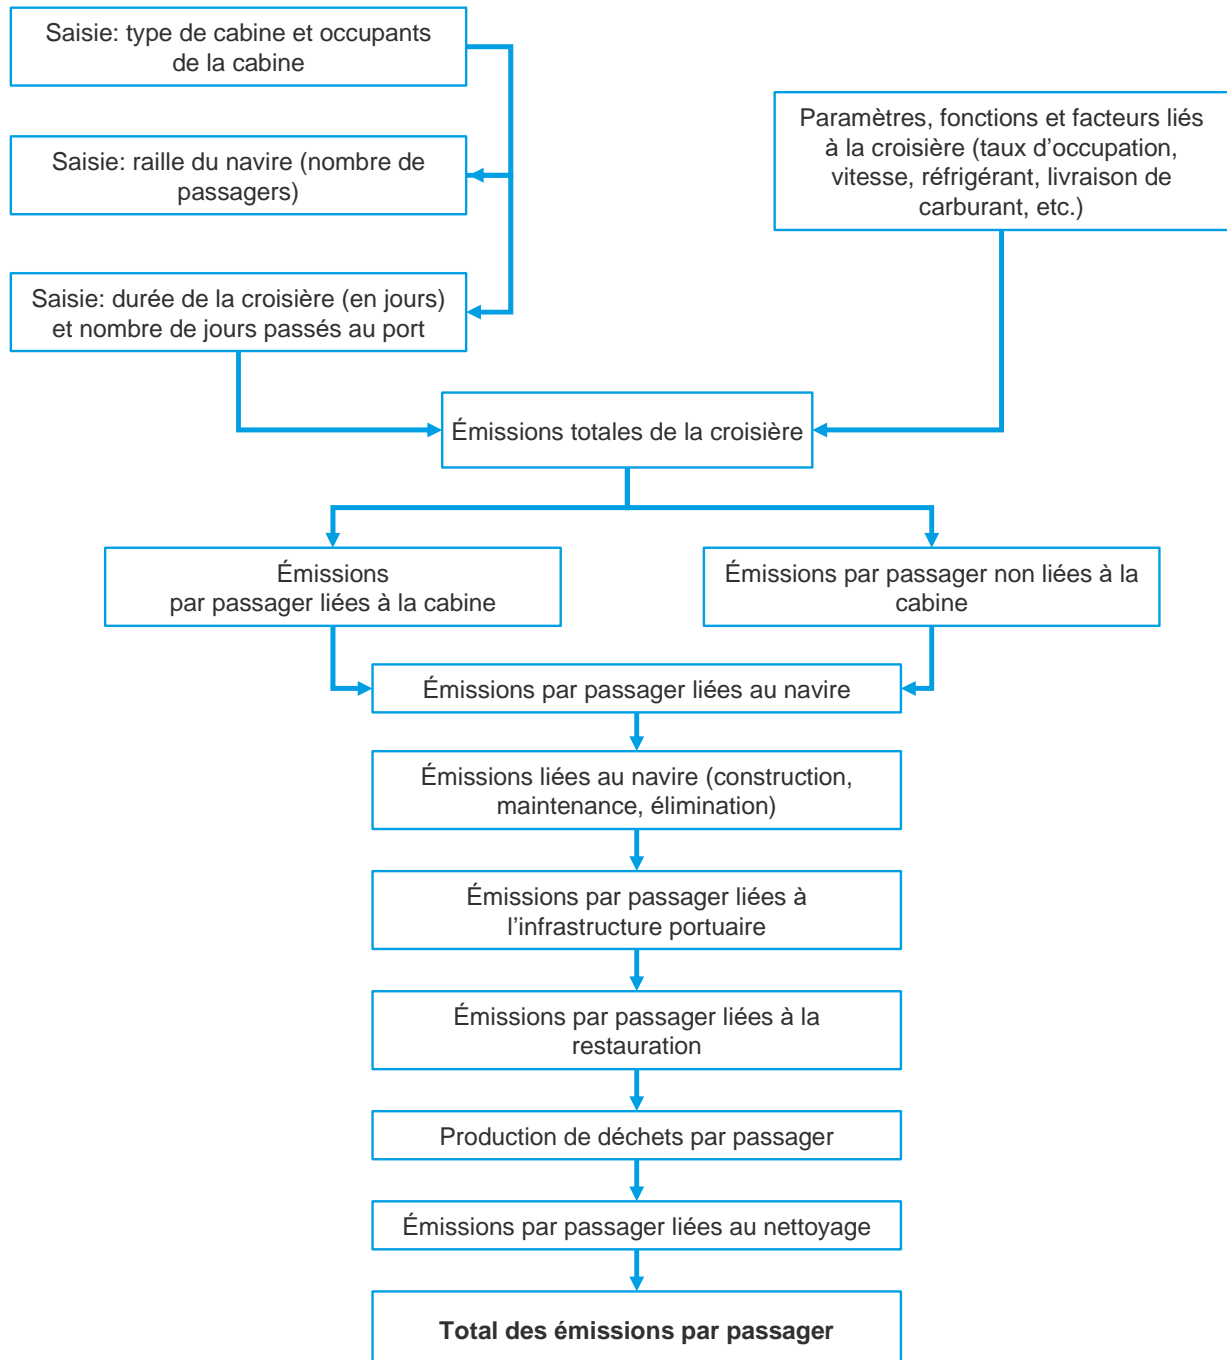 Saisie: type de cabine et occupants
de la cabine
Paramètres, fonctions et facteurs liés
à la croisière (taux d’occupation,
vitesse, réfrigérant, livraison de
carburant, etc.)
Saisie: raille du navire (nombre de
passagers)
Saisie: durée de la croisière (en jours)
et nombre de jours passés au port
Émissions totales de la croisière
Émissions
par passager liées à la cabine
Émissions par passager non liées à la
cabine
Émissions par passager liées au navire
Émissions liées au navire (construction,
maintenance, élimination)
Émissions par passager liées à
l’infrastructure portuaire
Émissions par passager liées à la
restauration
Production de déchets par passager
Émissions par passager liées au nettoyage
Total des émissions par passager